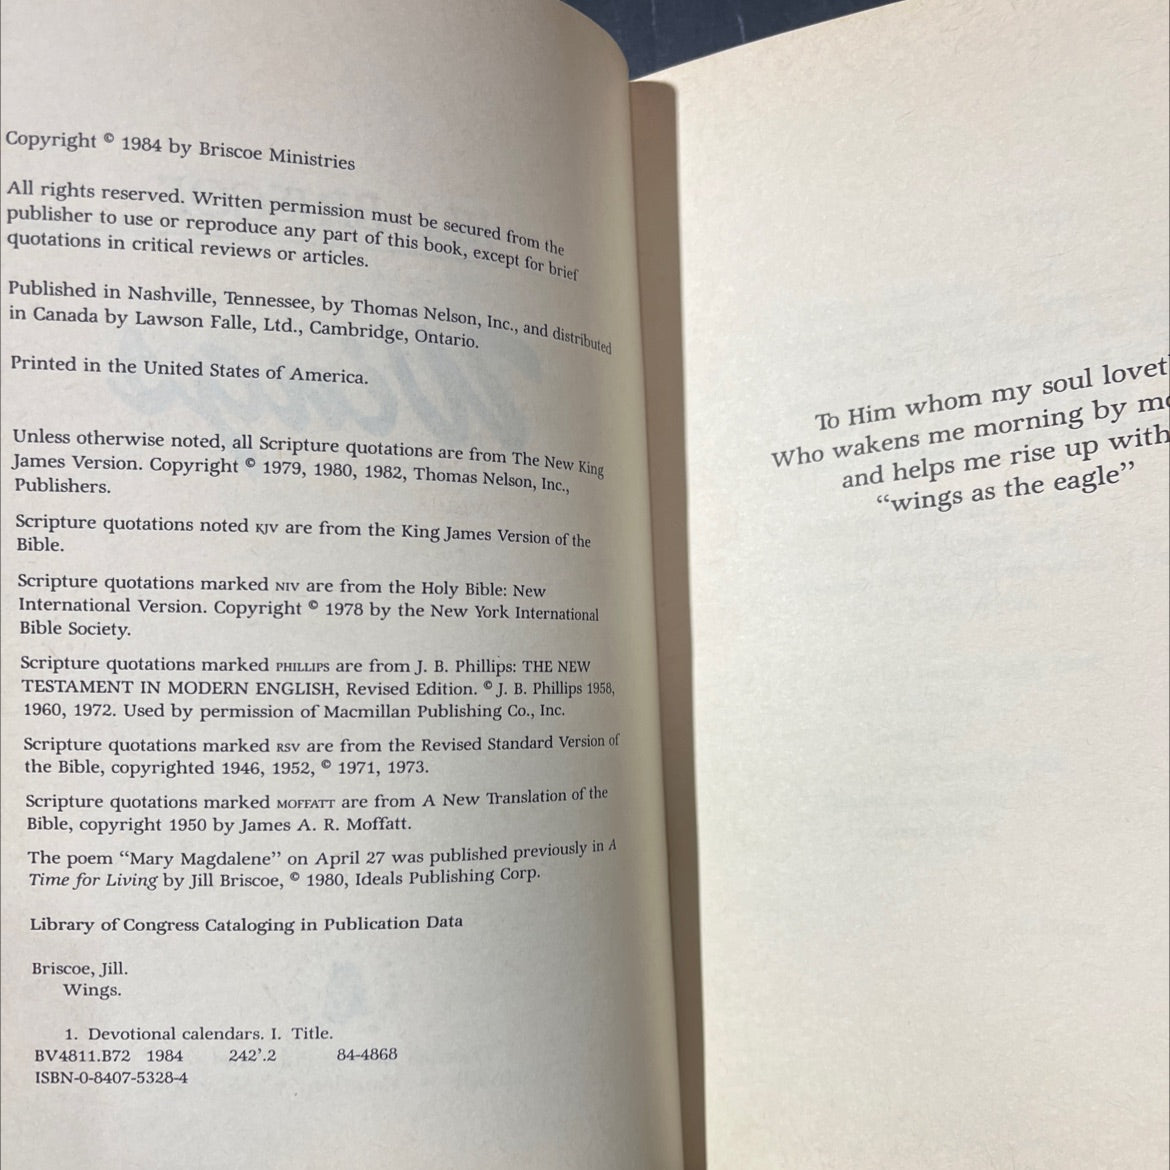 Copyright © 1984 by Briscoe Ministries
All rights reserved. Written permission must be secured from the
publisher to use or reproduce any part of this book, except for brief
quotations in critical reviews or articles.
Published in Nashville, Tennessee, by Thomas Nelson, Inc., and distributed
in Canada by Lawson Falle, Ltd., Cambridge, Ontario.
Printed in the United States of America.
Unless otherwise noted, all Scripture quotations are from The New King
James Version. Copyright © 1979, 1980, 1982, Thomas Nelson, Inc.,
Publishers.
Scripture quotations noted KJV are from the King James Version of the
Bible.
Scripture quotations marked NIV are from the Holy Bible: New
International Version. Copyright © 1978 by the New York International
Bible Society.
Scripture quotations marked PHILLIPS are from J. B. Phillips: THE NEW
TESTAMENT IN MODERN ENGLISH, Revised Edition. © J. B. Phillips 1958,
1960, 1972. Used by permission of Macmillan Publishing Co., Inc.
Scripture quotations marked RSV are from the Revised Standard Version of
the Bible, copyrighted 1946, 1952, © 1971, 1973.
Scripture quotations marked MOFFATT are from A New Translation of the
Bible, copyright 1950 by James A. R. Moffatt.
The poem “Mary Magdalene” on April 27 was published previously in A
Time for Living by Jill Briscoe, © 1980, Ideals Publishing Corp.
Library of Congress Cataloging in Publication Data
Briscoe, Jill.
Wings.
1. Devotional calendars. I. Title.
BV4811.B72 1984 242'.2 84-4868
ISBN-0-8407-5328-4
To Him whom my soul lovet
Who wakens me morning by mo
and helps me rise up with
“wings as the eagle”